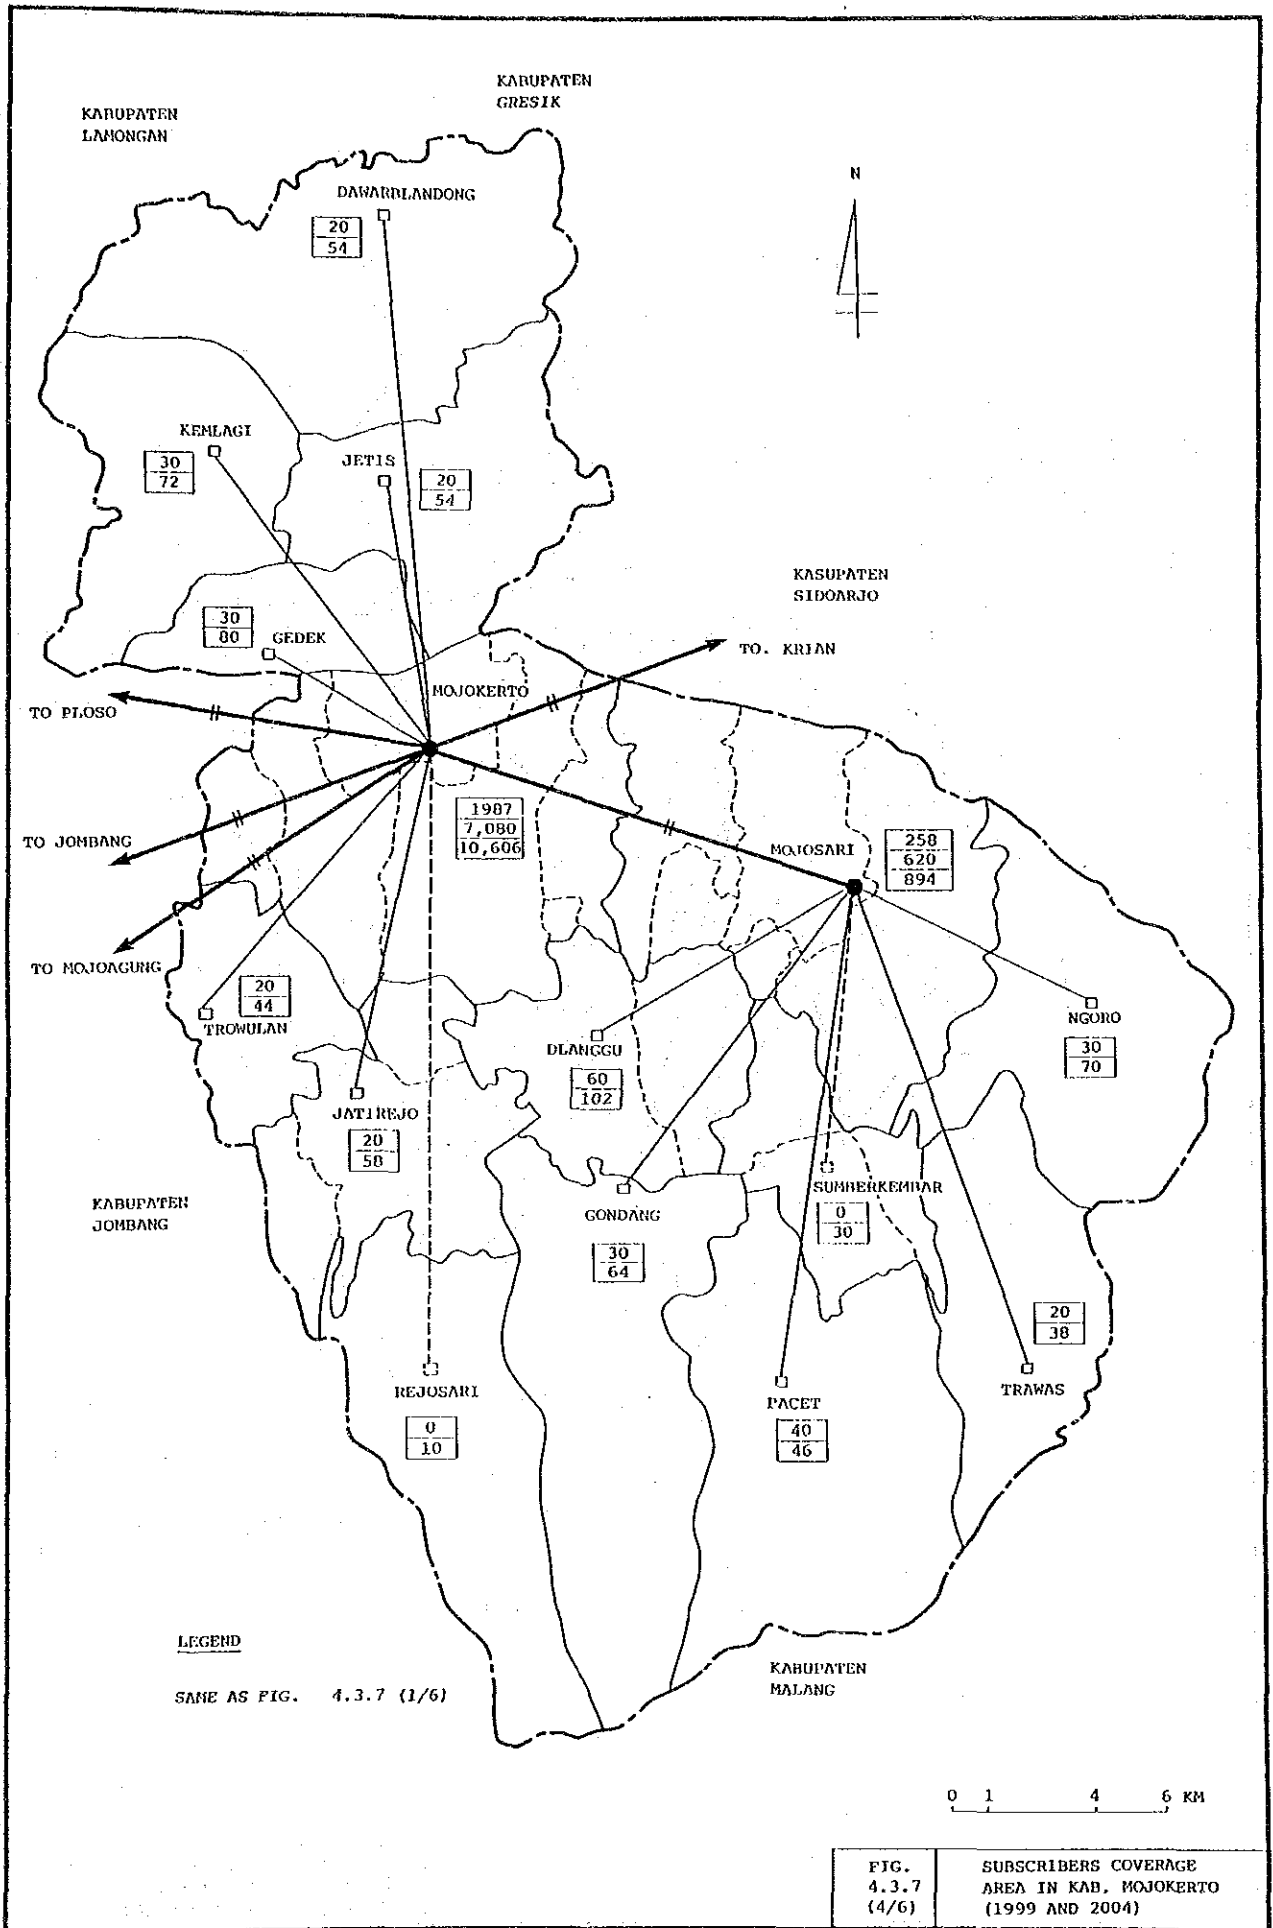 KABUPATEN
GRESIK
KABUPATEN
LAMONGAN
N
DAWARBLANDONG
20
54
KEMLAGI
30
72
JETIS
20
54
KASUPATEN
SIDOARJO
30
80
GEDEK
TO. KRIAN
MOJOKERTO
TO PLOSO
1987
7,080
10,606
TO JOMBANG
MOJOSARI
258
620
894
TO MOJOAGUNG
20
44
TROWULAN
NGORO
30
70
DLANGGU
60
102
JATIREJO
20
58
KABUPATEN
JOMBANG
SUMBERKEMBAR
0
30
GONDANG
30
64
20
38
TRAWAS
REJOSARI
0
10
PACET
40
46
LEGEND
SAME AS FIG. 4.3.7 (1/6)
KABUPATEN
MALANG
0 1 4 6 KM
FIG.
4.3.7
(4/6)
SUBSCRIBERS COVERAGE
AREA IN KAB. MOJOKERTO
(1999 AND 2004)